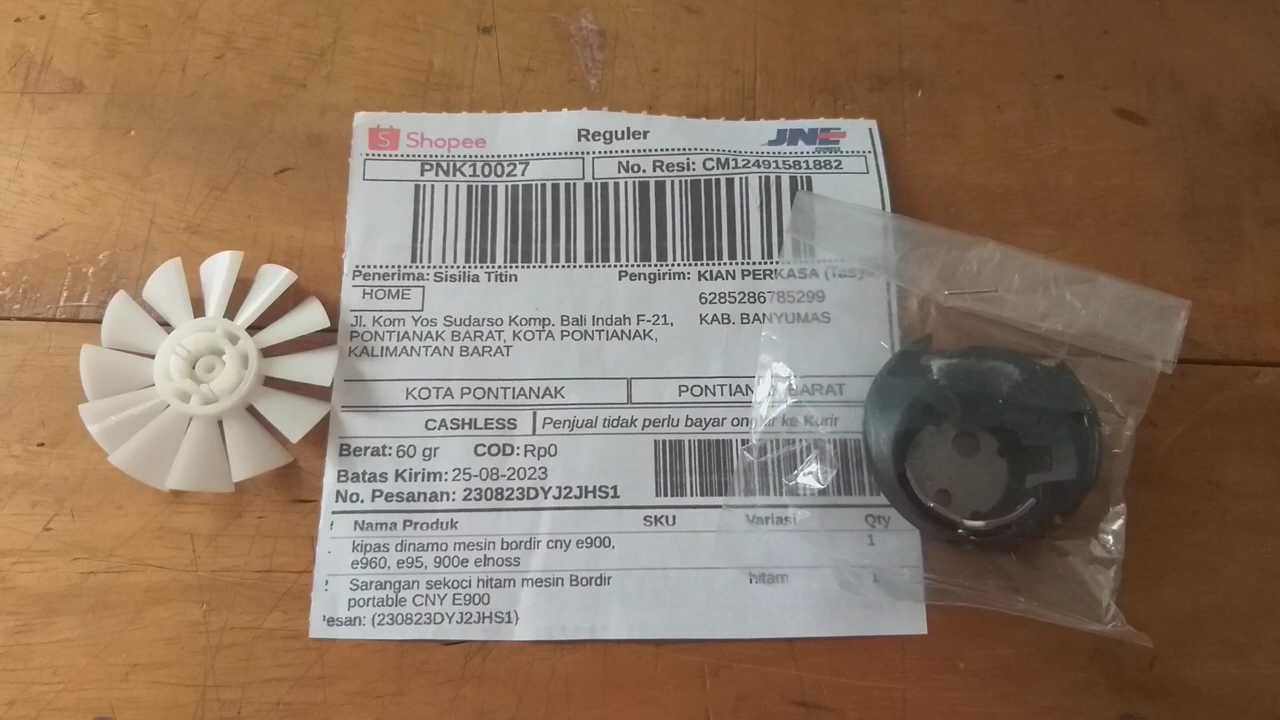 Shopee
Reguler
JNE
PNK10027
No. Resi: CM12491581882
Penerima: Sisilia Titin
Pengirim: KIAN PERKASA
HOME
6285286785299
KAB. BANYUMAS
Jl. Kom Yos Sudarso Komp. Bali Indah F-21,
PONTIANAK BARAT, KOTA PONTIANAK,
KALIMANTAN BARAT
KOTA PONTIANAK
PONTIANAK BARAT
CASHLESS
Penjual tidak perlu bayar ongkir ke Kurir
Berat: 60 gr COD: Rp0
Batas Kirim: 25-08-2023
No. Pesanan: 230823DYJ2JHS1
Nama Produk SKU Variasi Qty
kipas dinamo mesin bordir cny e900, 1
e960, e95, 900e elnoss
Sarangan sekoci hitam mesin Bordir hitam 1
portable CNY E900
esan: (230823DYJ2JHS1)